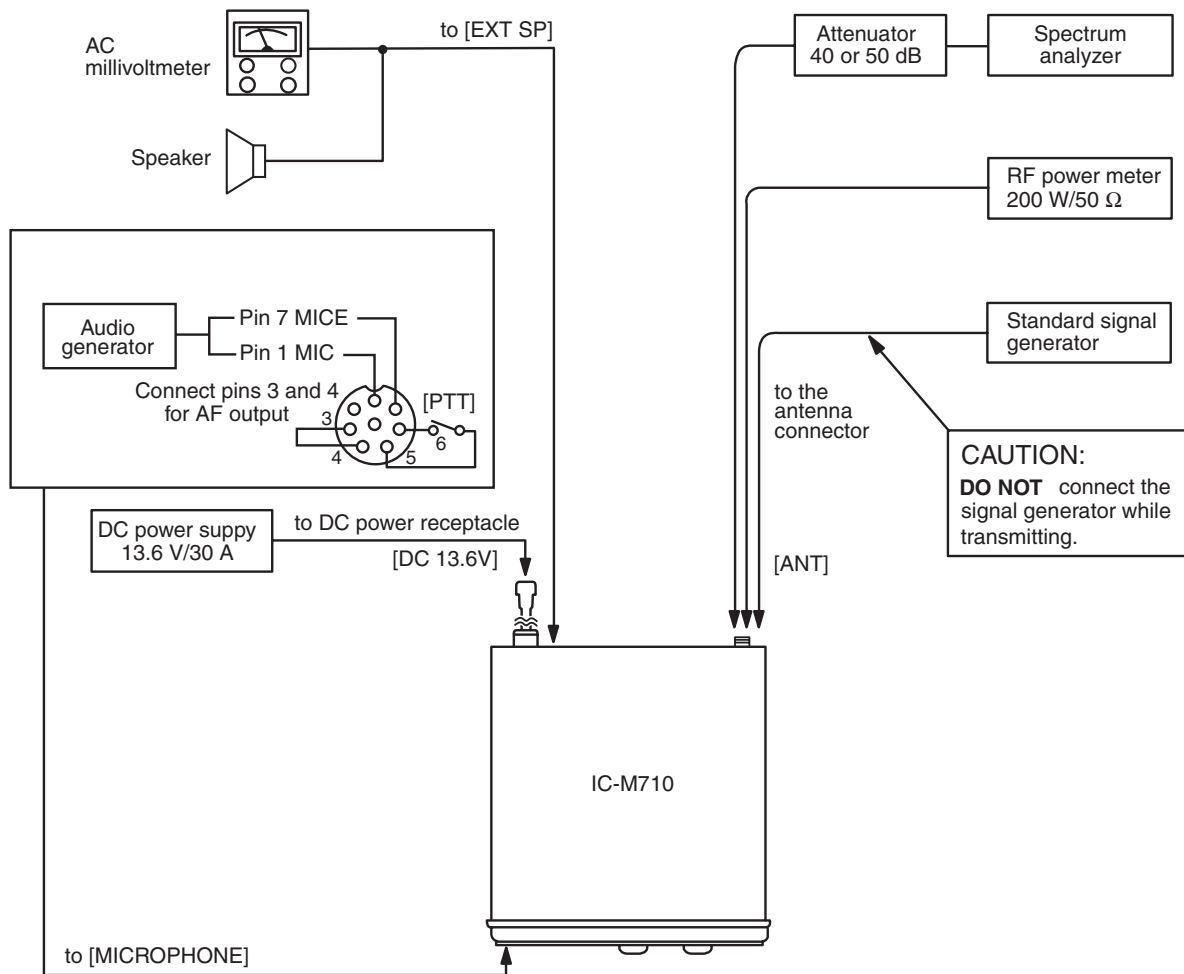 AC
millivoltmeter
to [EXT SP]
Attenuator
40 or 50 dB
Spectrum
analyzer
Speaker
RF power meter
200 W/50 Ω
Audio
generator
Pin 7 MICE
Pin 1 MIC
Connect pins 3 and 4
for AF output
[PTT]
3
4
5
6
Standard signal
generator
to the
antenna
connector
CAUTION:
DO NOT connect the
signal generator while
transmitting.
DC power suppy
13.6 V/30 A
to DC power receptacle
[DC 13.6V]
[ANT]
IC-M710
to [MICROPHONE]